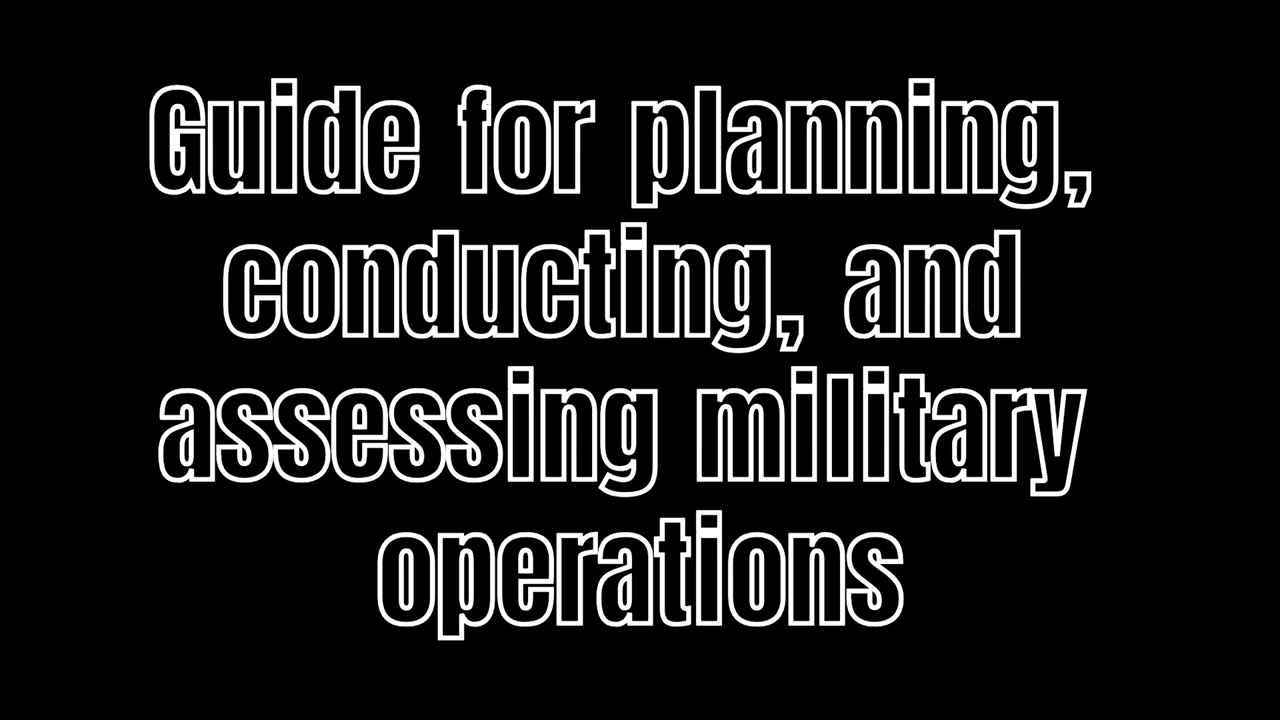 Guide for planning,
conducting, and
assessing military
operations